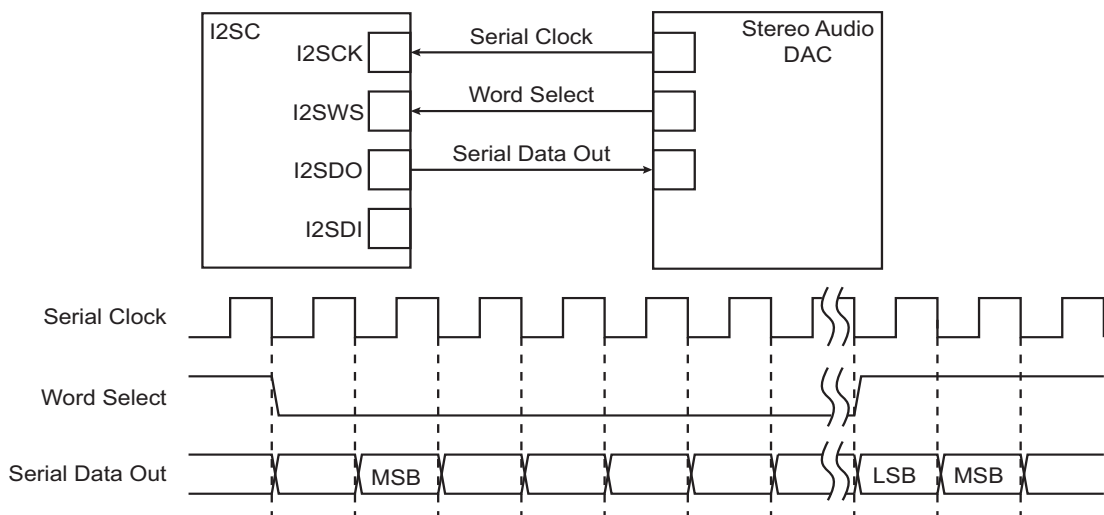 I2SC
Stereo Audio
DAC
I2SCK
Serial Clock
I2SWS
Word Select
I2SDO
Serial Data Out
I2SDI
Serial Clock
Word Select
Serial Data Out
MSB
LSB
MSB